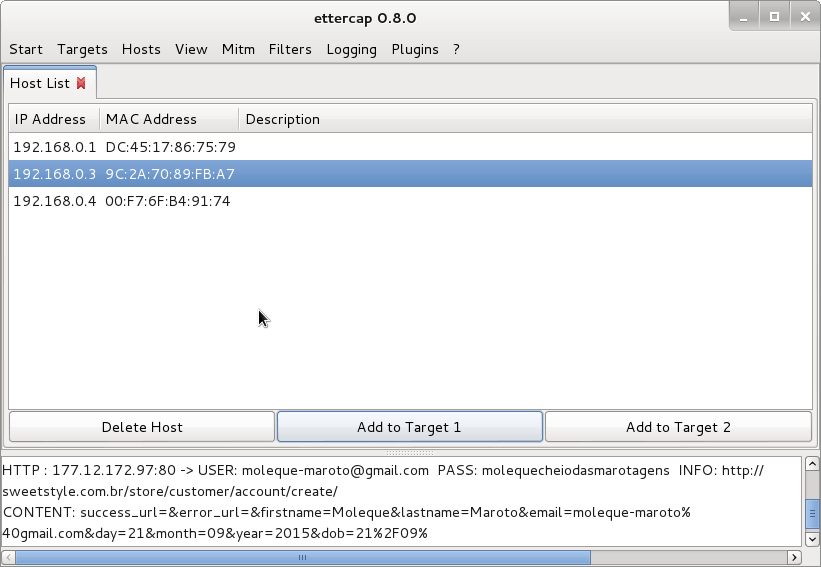 ettercap 0.8.0
Start Targets Hosts View Mitm Filters Logging Plugins ?
Host List
IP Address MAC Address Description
192.168.0.1 DC:45:17:86:75:79
192.168.0.3 9C:2A:70:89:FB:A7
192.168.0.4 00:F7:6F:B4:91:74
Delete Host Add to Target 1 Add to Target 2
HTTP : 177.12.172.97:80 -> USER: moleque-maroto@gmail.com PASS: molequecheiodasmarotagens INFO: http://
sweetstyle.com.br/store/customer/account/create/
CONTENT: success_url=&error_url=&firstname=Moleque&lastname=Maroto&email=moleque-maroto%
40gmail.com&day=21&month=09&year=2015&dob=21%2F09%